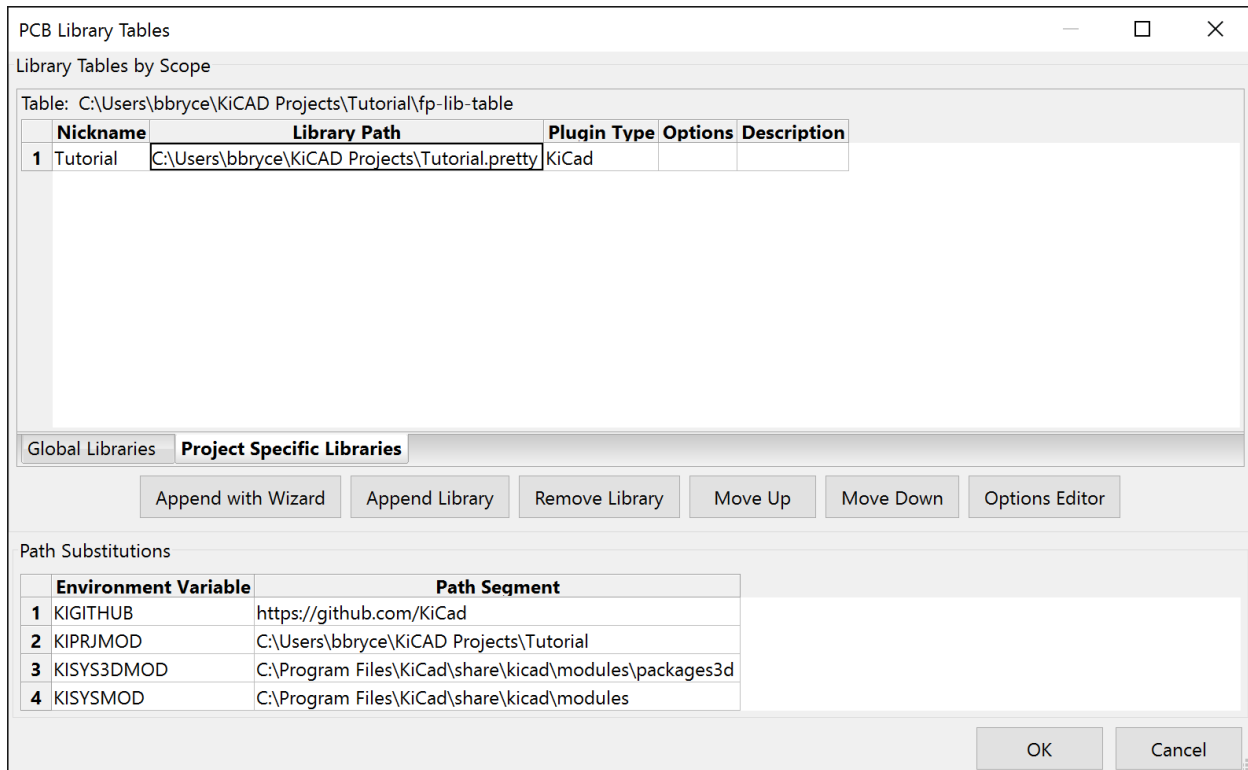 PCB Library Tables
Library Tables by Scope
Table: C:\Users\bbryce\KiCAD Projects\Tutorial\fp-lib-table
Nickname Library Path Plugin Type Options Description
1 Tutorial C:\Users\bbryce\KiCAD Projects\Tutorial.pretty KiCad
Global Libraries Project Specific Libraries
Append with Wizard Append Library Remove Library Move Up Move Down Options Editor
Path Substitutions
Environment Variable Path Segment
1 KIGITHUB https://github.com/KiCad
2 KIPRJMOD C:\Users\bbryce\KiCAD Projects\Tutorial
3 KISYS3DMOD C:\Program Files\KiCad\share\kicad\modules\packages3d
4 KISYSMOD C:\Program Files\KiCad\share\kicad\modules
OK Cancel